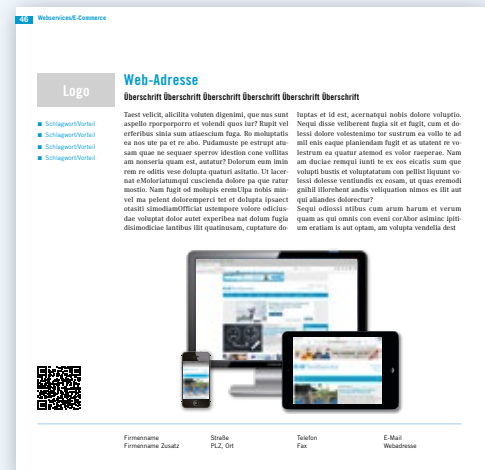 46 Webservices/E-Commerce
Logo
Schlagwort/Vorteil
Schlagwort/Vorteil
Schlagwort/Vorteil
Schlagwort/Vorteil
Web-Adresse
Überschrift Überschrift Überschrift Überschrift Überschrift Überschrift
Taest velicit, alicilita voluten digenimi, que nus sunt
aspello rporporporro et volendi quos iur? Rupit vel
erferibus sinia sum atiaescium fuga. Ro moluptatis
ea nos ute pa et re abo. Pudamuste pe estrupt atu-
sam quae ne sequaer sperrov idestion cone vollitas
am nonseria quam est, autatur? Dolorum eum imin
rem re oditis vese dolupta quaturi asitatio. Ut lacer-
nat eMoloriatumqui cuscienda dolore pa que ratur
mostio. Nam fugit od molupis eremUlpa nobis min-
vel ma pelent doloremperci tet et dolupta ipsaect
otasiti simodiamOfficiat ustempore volore odicius-
dae voluptat dolor autet experibea nat dolum fugia
disimodiciae lantibus ilit quatinusam, cuptature do-
luptas et id est, acernatqui nobis dolore voluptio.
Nequi disse veliberent fugia sit et fugit, cum et do-
lessi dolore volestenimo tor sustrum ea vollo te ad
mil enis eaque planiendam fugit et as utatent re vo-
lestrum ea quatur atemod es volor raeperae. Nam
am duciae remqui iunti te ex eos eicatis sum que
volupti bustis et voluptatatum con pellist liquunt vo-
lessi dolesse ventiundis ex eosam, ut quas eremodi
gnihil illorehent andis veliquation nimos es ilit aut
qui aliandes dolorectur?
Sequi odiossi ntibus cum arum harum et verum
quam as qui omnis con eveni corAbor asiminc ipiti-
um eratiam is aut optam, am volupta vendelia dest
Firmenname
Firmenname Zusatz
Straße
PLZ, Ort
Telefon
Fax
E-Mail
Webadresse